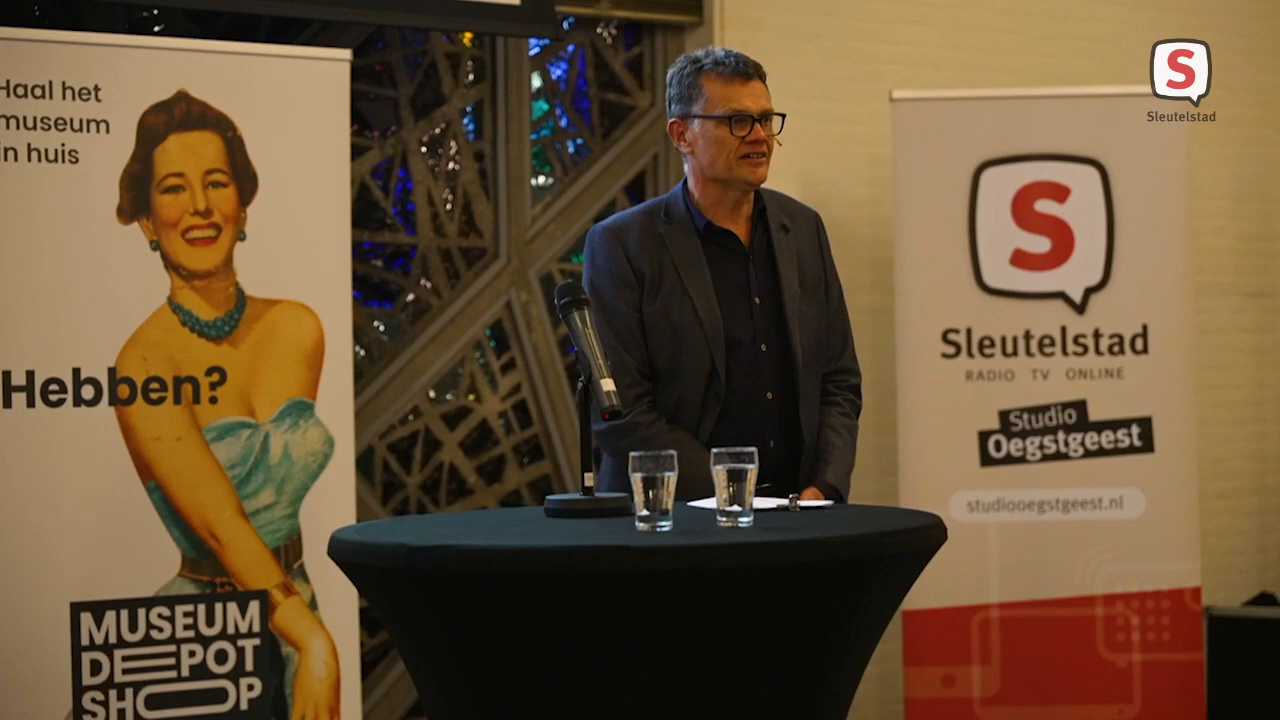 Haal het
museum
in huis
Hebben?
MUSEUM
DEPOT
SHOP
S
Sleutelstad
RADIO TV ONLINE
Studio
Oegstgeest
studiooegstgeest.nl
S
Sleutelstad